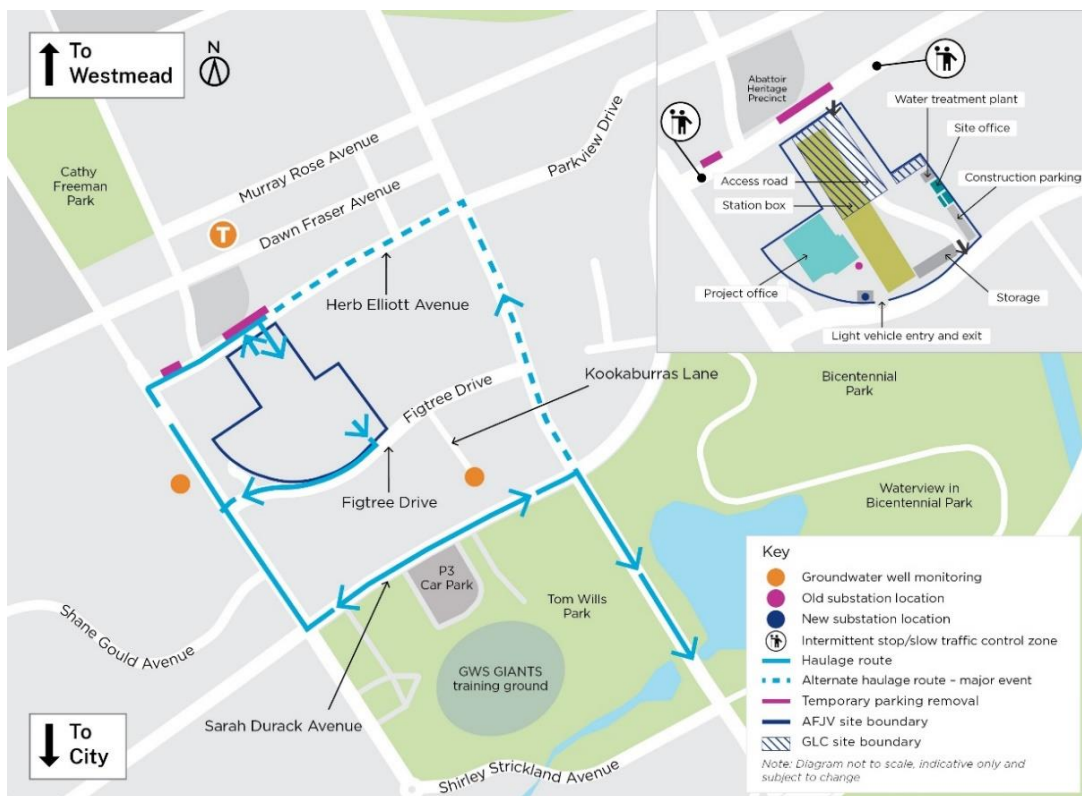 To
Westmead
N
Cathy
Freeman
Park
Murray Rose Avenue
Dawn Fraser Avenue
Parkview Drive
T
Herb Elliott Avenue
Kookaburras Lane
Figtree Drive
Figtree Drive
Shane Gould Avenue
P3
Car Park
Tom Wills
Park
GWS GIANTS
training ground
Sarah Durack Avenue
Shirley Strickland Avenue
To
City
Abattoir
Heritage
Precinct
Water treatment plant
Site office
Construction parking
Access road
Station box
Project office
Storage
Light vehicle entry and exit
Bicentennial
Park
Waterview in
Bicentennial Park
Key
Groundwater well monitoring
Old substation location
New substation location
Intermittent stop/slow traffic control zone
Haulage route
Alternate haulage route – major event
Temporary parking removal
AFJV site boundary
GLC site boundary
Note: Diagram not to scale, indicative only and
subject to change